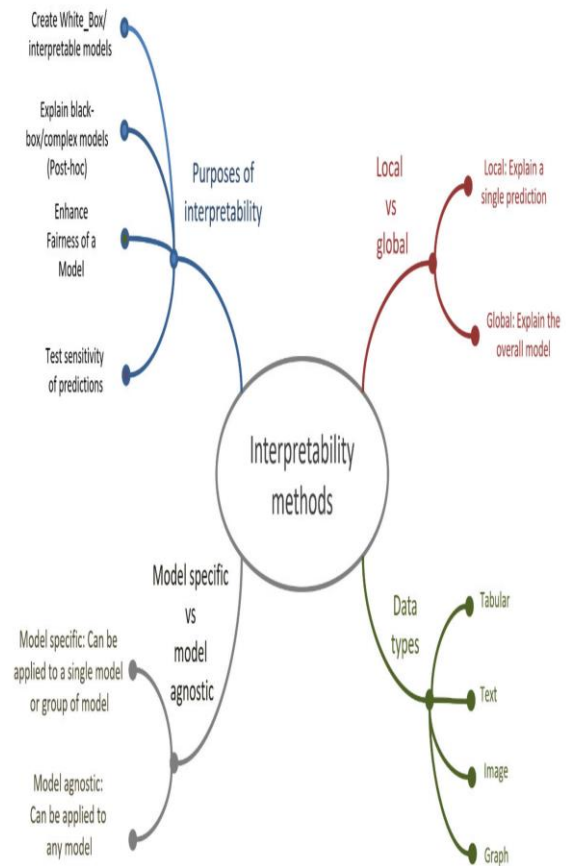 Create White_Box/
interpretable models
Explain black-
box/complex models
(Post-hoc)
Enhance
Fairness of a
Model
Test sensitivity
of predictions
Purposes of
interpretability
Local
vs
global
Local: Explain a
single prediction
Global: Explain the
overall model
Interpretability
methods
Model specific
vs
model
agnostic
Model specific: Can be
applied to a single model
or group of model
Model agnostic:
Can be applied to
any model
Data
types
Tabular
Text
Image
Graph